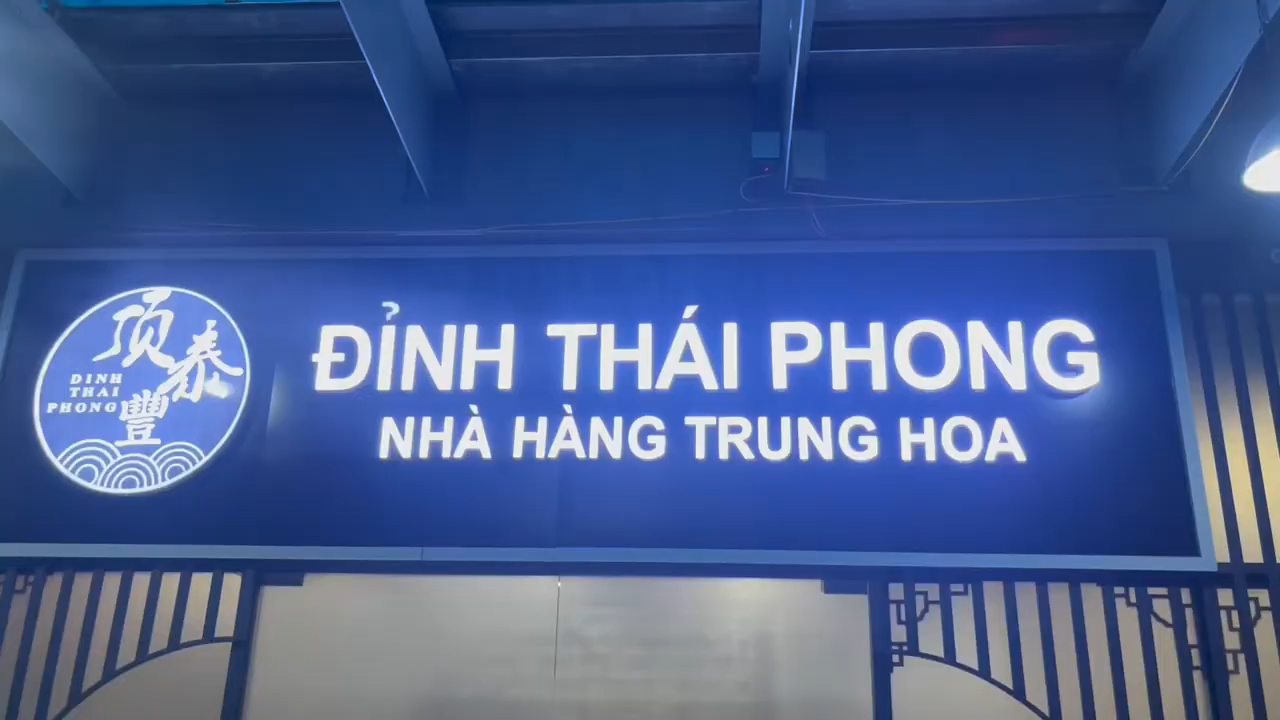 顶泰豐
DINH
THAI
PHONG
ĐỈNH THÁI PHONG
NHÀ HÀNG TRUNG HOA